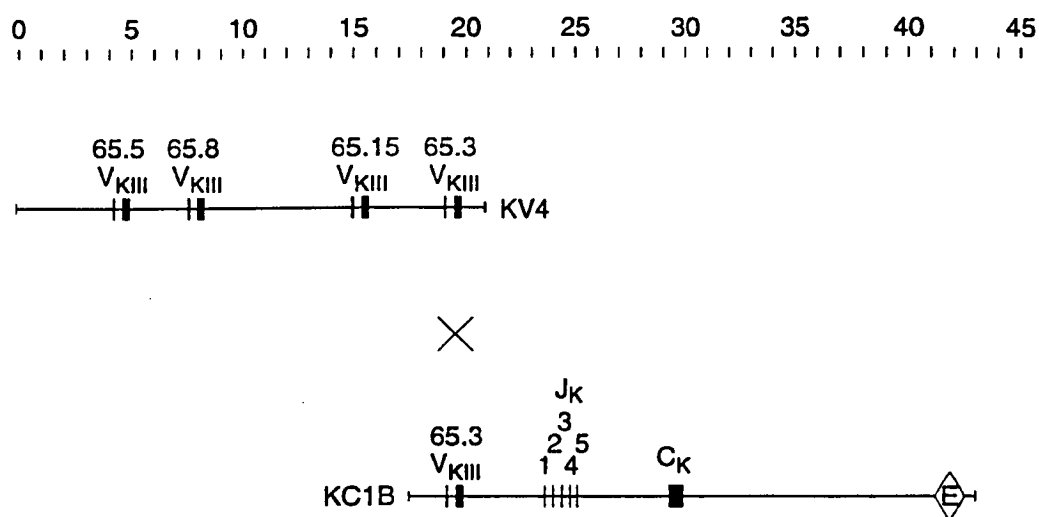 0 5 10 15 20 25 30 35 40 45
65.5 65.8 65.15 65.3
VKIII VKIII VKIII VKIII
KV4
JK
3
65.3 2 5
VKIII 1 4 CK
KC1B E